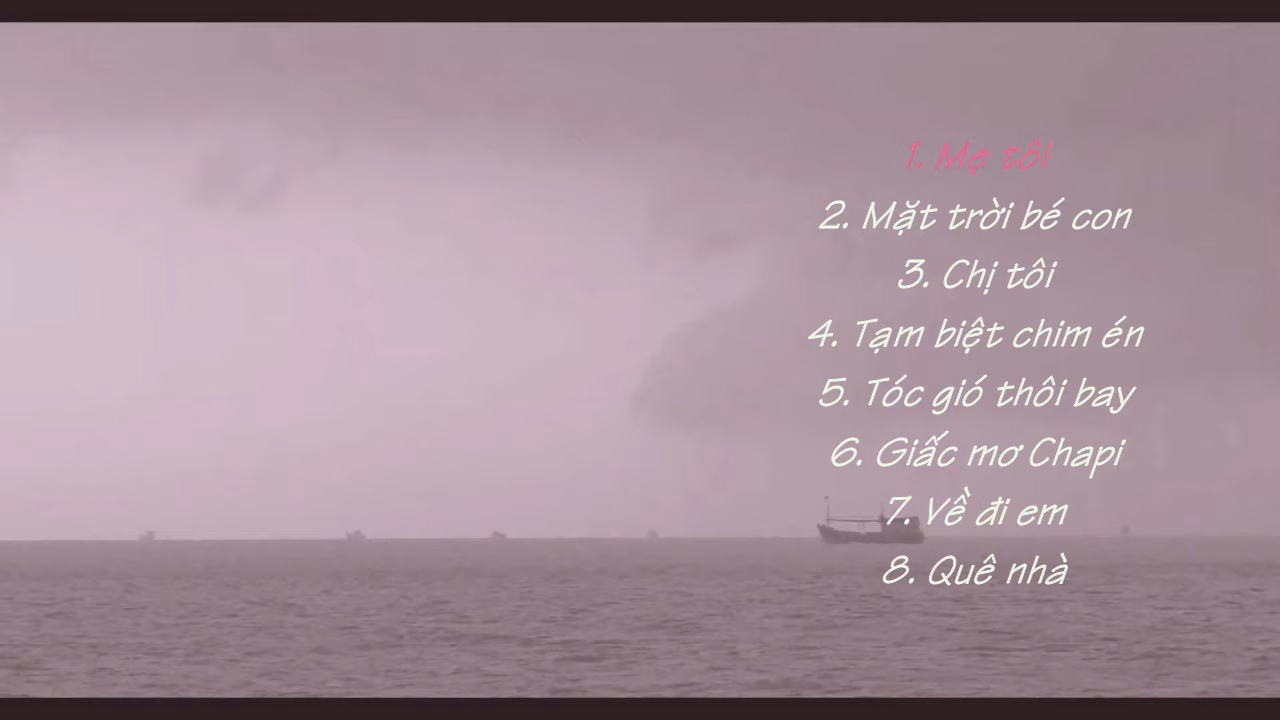 1. Mẹ tôi
2. Mặt trời bé con
3. Chị tôi
4. Tạm biệt chim én
5. Tóc gió thôi bay
6. Giấc mơ Chapi
7. Về đi em
8. Quê nhà